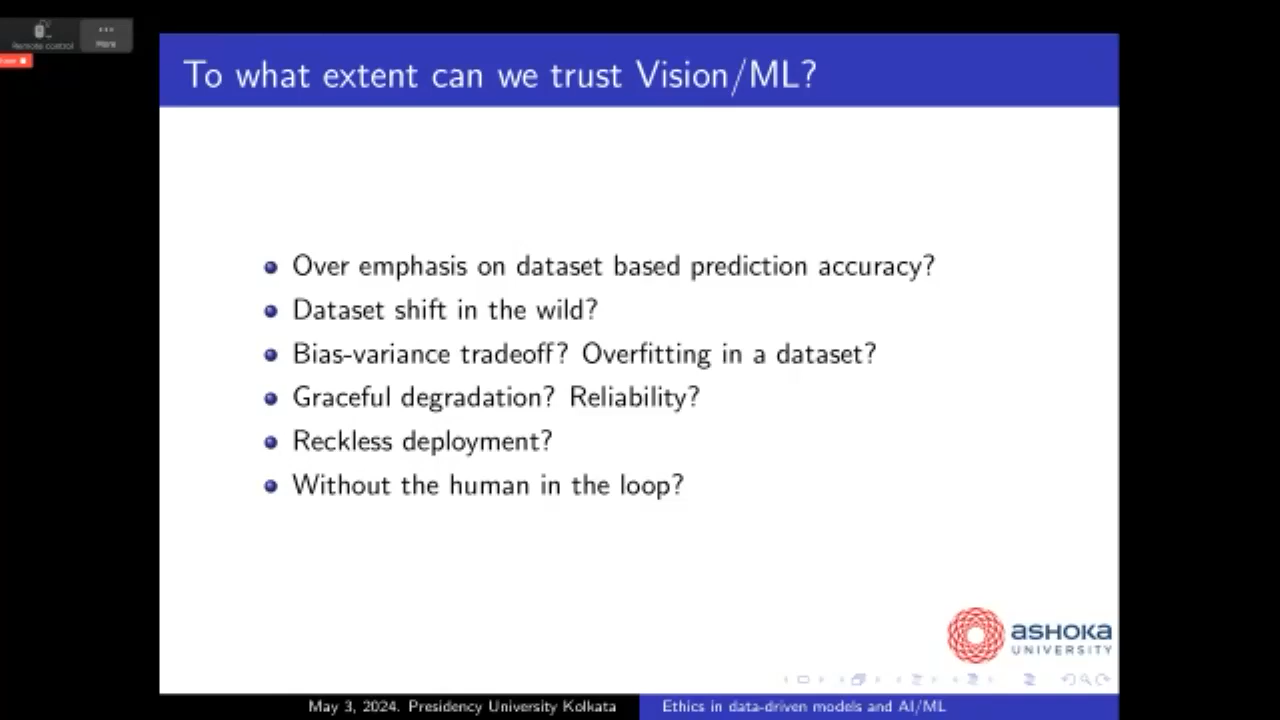 Remote control
More
To what extent can we trust Vision/ML?
Over emphasis on dataset based prediction accuracy?
Dataset shift in the wild?
Bias-variance tradeoff? Overfitting in a dataset?
Graceful degradation? Reliability?
Reckless deployment?
Without the human in the loop?
ASHOKA
UNIVERSITY
May 3, 2024. Presidency University Kolkata
Ethics in data-driven models and AI/ML